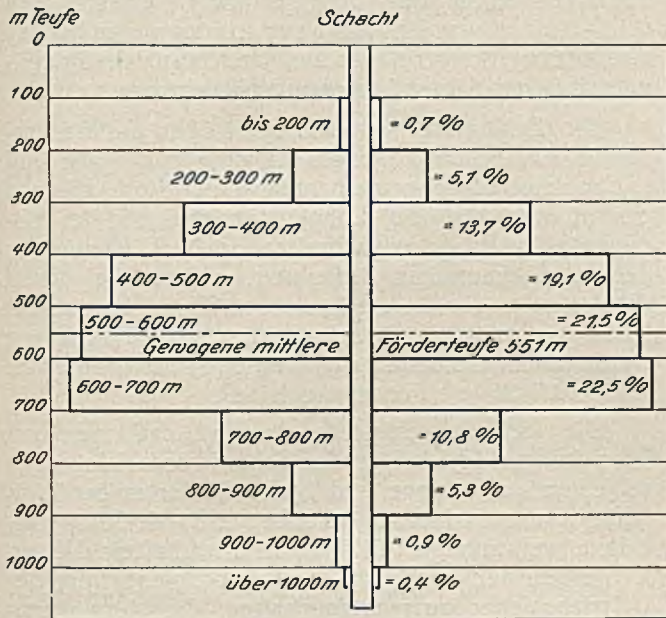 m Teufe Schacht
0
100
bis 200 m = 0,7 %
200
200-300 m = 5,1 %
300
300-400 m = 13,7 %
400
400-500 m = 19,1 %
500
500-600 m = 21,5 %
Gewogene mittlere Förderteufe 551 m
600
600-700 m = 22,5 %
700
700-800 m = 10,8 %
800
800-900 m = 5,3 %
900
900-1000 m = 0,9 %
1000
über 1000 m = 0,4 %